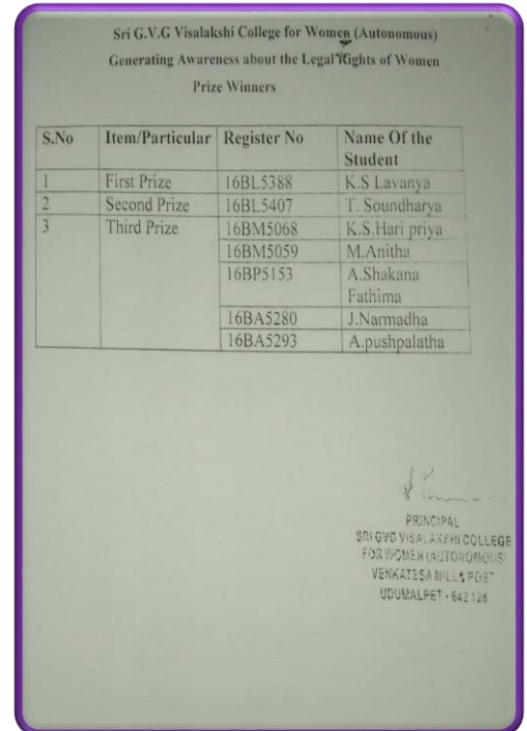 Sri G.V.G Visalakshi College for Women (Autonomous)
Generating Awareness about the Legal Rights of Women
Prize Winners
S.No Item/Particular Register No Name Of the
Student
1 First Prize 16BL5388 K.S Lavanya
2 Second Prize 16BL5407 T. Soundharya
3 Third Prize 16BM5068 K.S.Hari priya
16BM5059 M.Anitha
16BP5153 A.Shakana
Fathima
16BA5280 J.Narmadha
16BA5293 A.pushpalatha
PRINCIPAL
SRI GVG VISALAKSHI COLLEGE
FOR WOMEN (AUTONOMOUS)
VENKATESA MILLS POST
UDUMALPET - 642 128